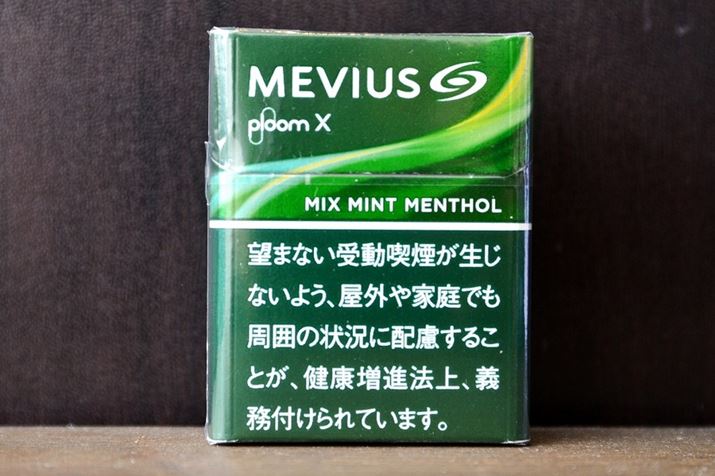 MEVIUS
ploom X
MIX MINT MENTHOL
望まない受動喫煙が生じ
ないよう、屋外や家庭でも
周囲の状況に配慮するこ
とが、健康増進法上、義
務付けられています。